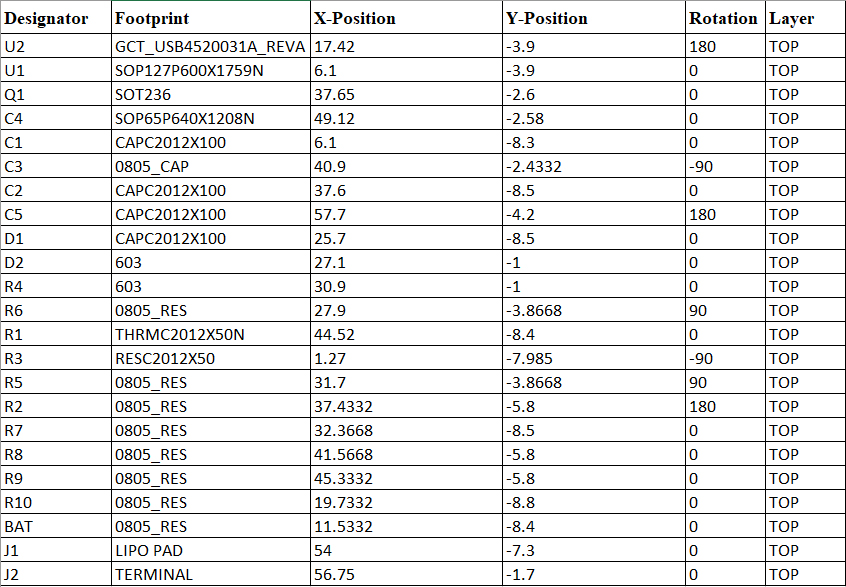 Designator Footprint X-Position Y-Position Rotation Layer
U2 GCT_USB4520031A_REVA 17.42 -3.9 180 TOP
U1 SOP127P600X1759N 6.1 -3.9 0 TOP
Q1 SOT236 37.65 -2.6 0 TOP
C4 SOP65P640X1208N 49.12 -2.58 0 TOP
C1 CAPC2012X100 6.1 -8.3 0 TOP
C3 0805_CAP 40.9 -2.4332 -90 TOP
C2 CAPC2012X100 37.6 -8.5 0 TOP
C5 CAPC2012X100 57.7 -4.2 180 TOP
D1 CAPC2012X100 25.7 -8.5 0 TOP
D2 603 27.1 -1 0 TOP
R4 603 30.9 -1 0 TOP
R6 0805_RES 27.9 -3.8668 90 TOP
R1 THRMC2012X50N 44.52 -8.4 0 TOP
R3 RESC2012X50 1.27 -7.985 -90 TOP
R5 0805_RES 31.7 -3.8668 90 TOP
R2 0805_RES 37.4332 -5.8 180 TOP
R7 0805_RES 32.3668 -8.5 0 TOP
R8 0805_RES 41.5668 -5.8 0 TOP
R9 0805_RES 45.3332 -5.8 0 TOP
R10 0805_RES 19.7332 -8.8 0 TOP
BAT 0805_RES 11.5332 -8.4 0 TOP
J1 LIPO PAD 54 -7.3 0 TOP
J2 TERMINAL 56.75 -1.7 0 TOP